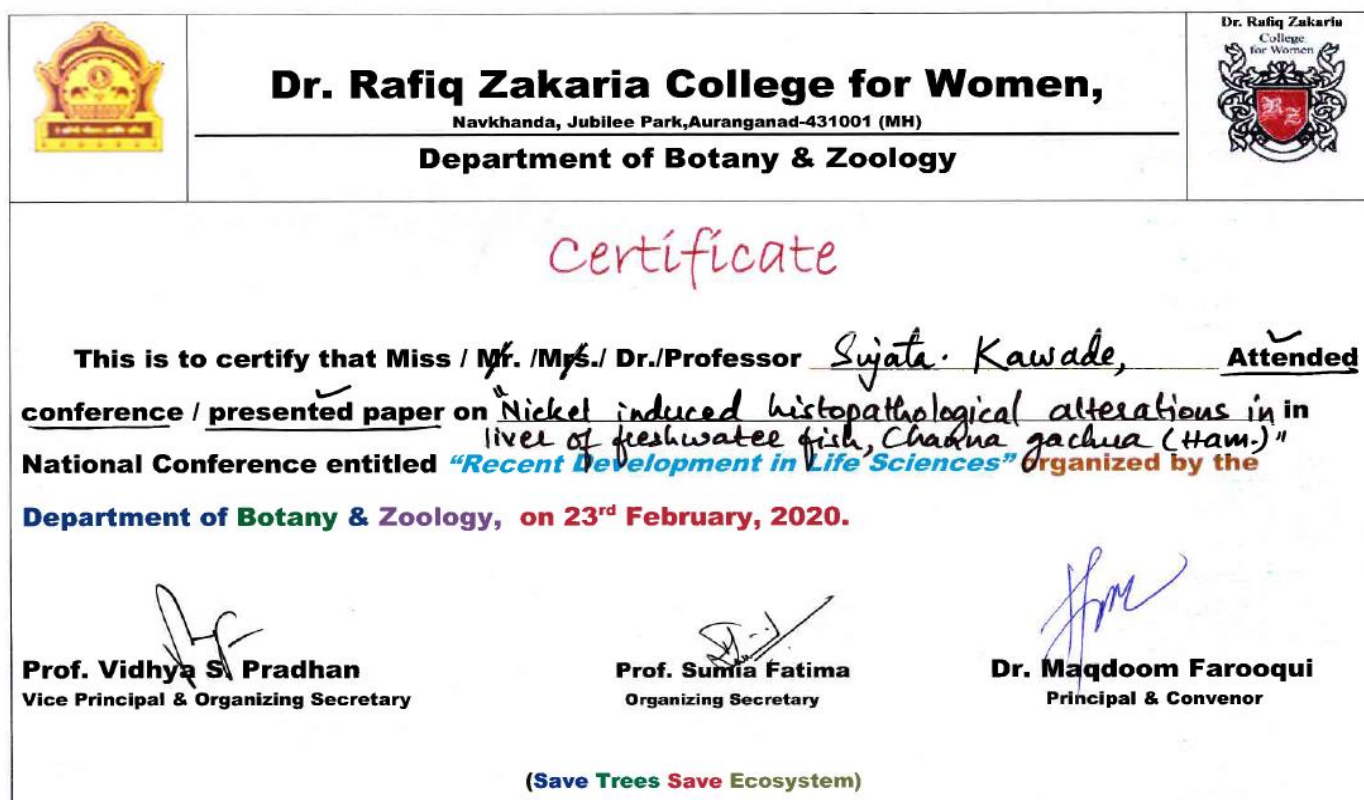 Dr. Rafiq Zakaria
College
for Women
Dr. Rafiq Zakaria College for Women,
Navkhanda, Jubilee Park,Auranganad-431001 (MH)
Department of Botany & Zoology
RZ
Certificate
This is to certify that Miss / Mr. /Mrs./ Dr./Professor Sujata. Kawade, Attended
conference / presented paper on "Nickel induced histopathological alterations in in
liver of freshwater fish, Channa gachua (Ham.)"
National Conference entitled “Recent Development in Life Sciences” organized by the
Department of Botany & Zoology, on 23rd February, 2020.
Prof. Vidhya S. Pradhan
Vice Principal & Organizing Secretary
Prof. Sumia Fatima
Organizing Secretary
Dr. Maqdoom Farooqui
Principal & Convenor
(Save Trees Save Ecosystem)